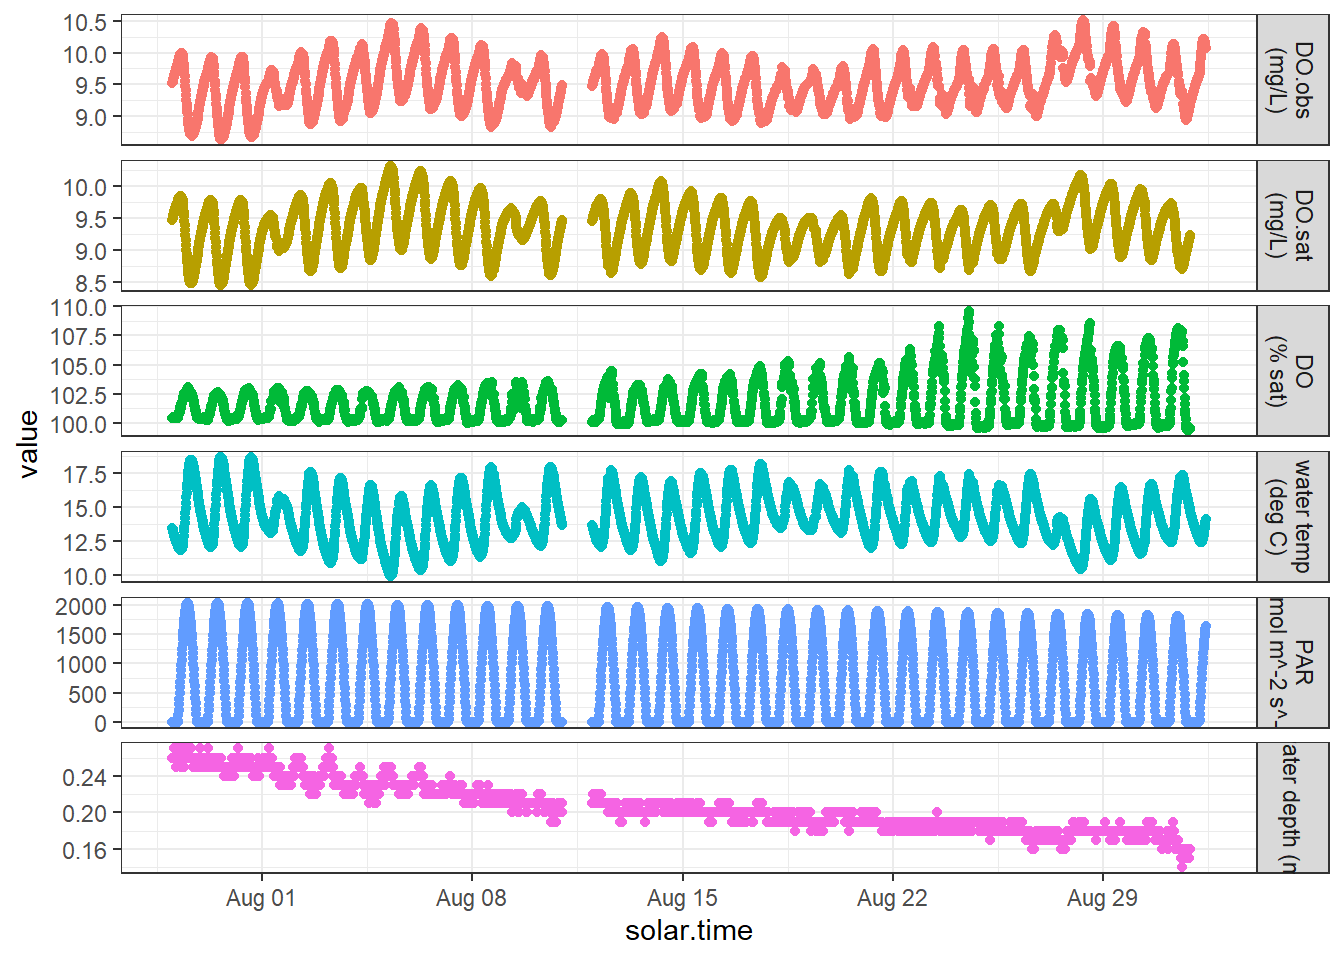 value
10.5
10.0
9.5
9.0
DO.obs
(mg/L)
10.0
9.5
9.0
8.5
DO.sat
(mg/L)
110.0
107.5
105.0
102.5
100.0
DO
(% sat)
17.5
15.0
12.5
10.0
water temp
(deg C)
2000
1500
1000
500
0
PAR
mol m^-2 s^-
0.24
0.20
0.16
ater depth (n
Aug 01
Aug 08
Aug 15
Aug 22
Aug 29
solar.time